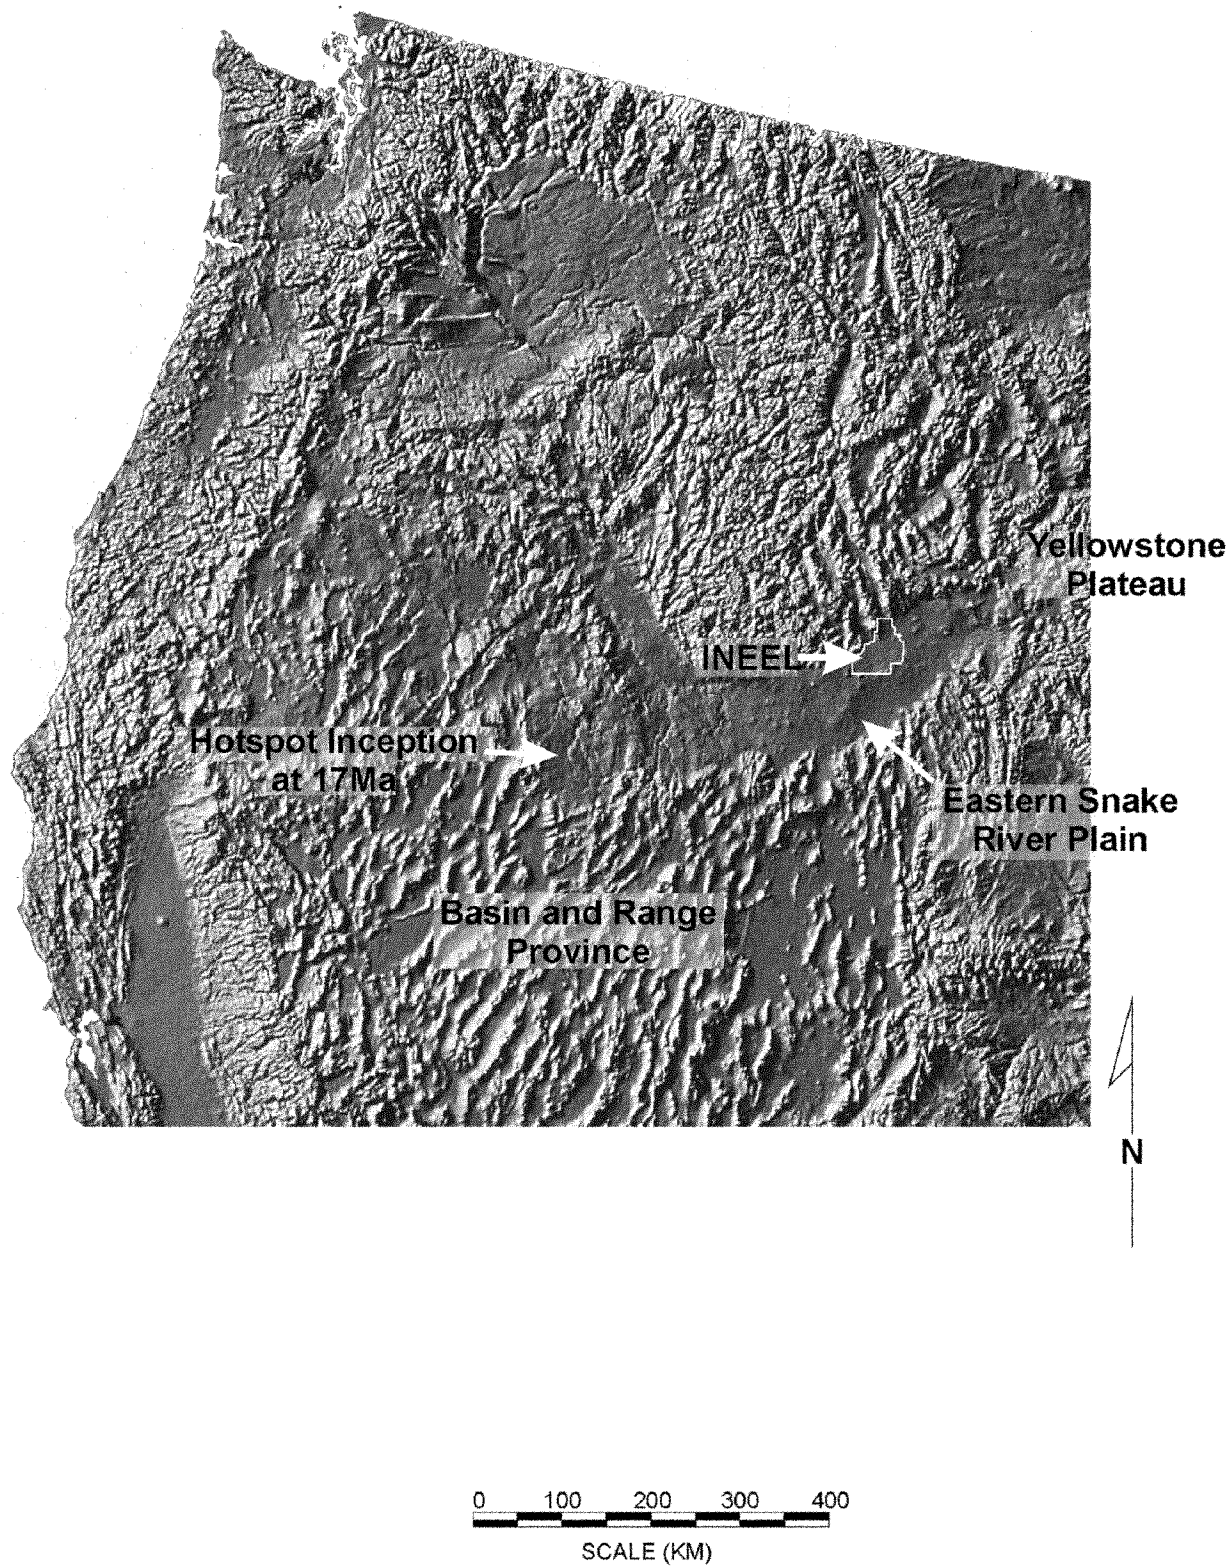 Yellowstone
Plateau
INEEL
Hotspot Inception
at 17Ma
Eastern Snake
River Plain
Basin and Range
Province
N
0 100 200 300 400
SCALE (KM)